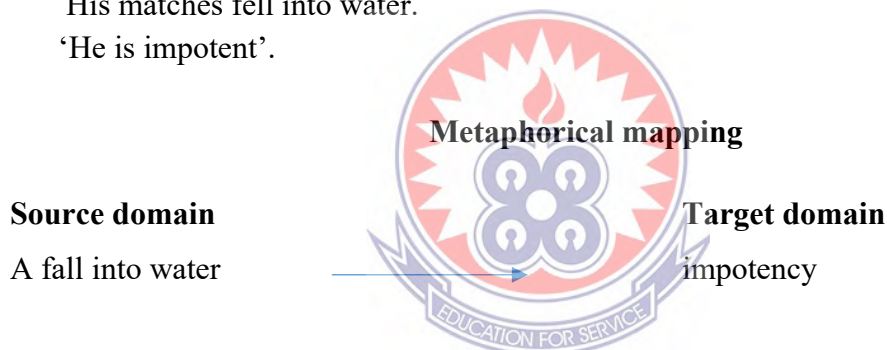 His matches fell into water.
‘He is impotent’.
Metaphorical mapping
Source domain Target domain
A fall into water impotency
EDUCATION FOR SERVICE